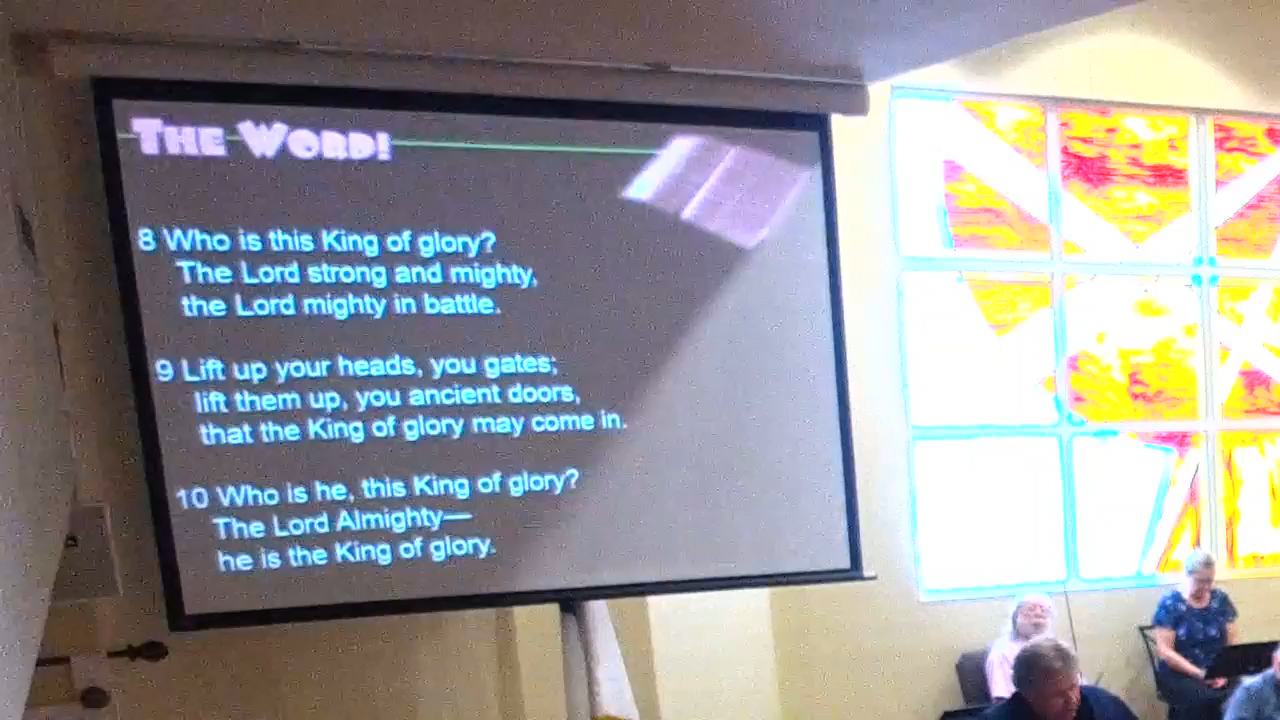 The Word!
8 Who is this King of glory?
The Lord strong and mighty,
the Lord mighty in battle.
9 Lift up your heads, you gates;
lift them up, you ancient doors,
that the King of glory may come in.
10 Who is he, this King of glory?
The Lord Almighty—
he is the King of glory.